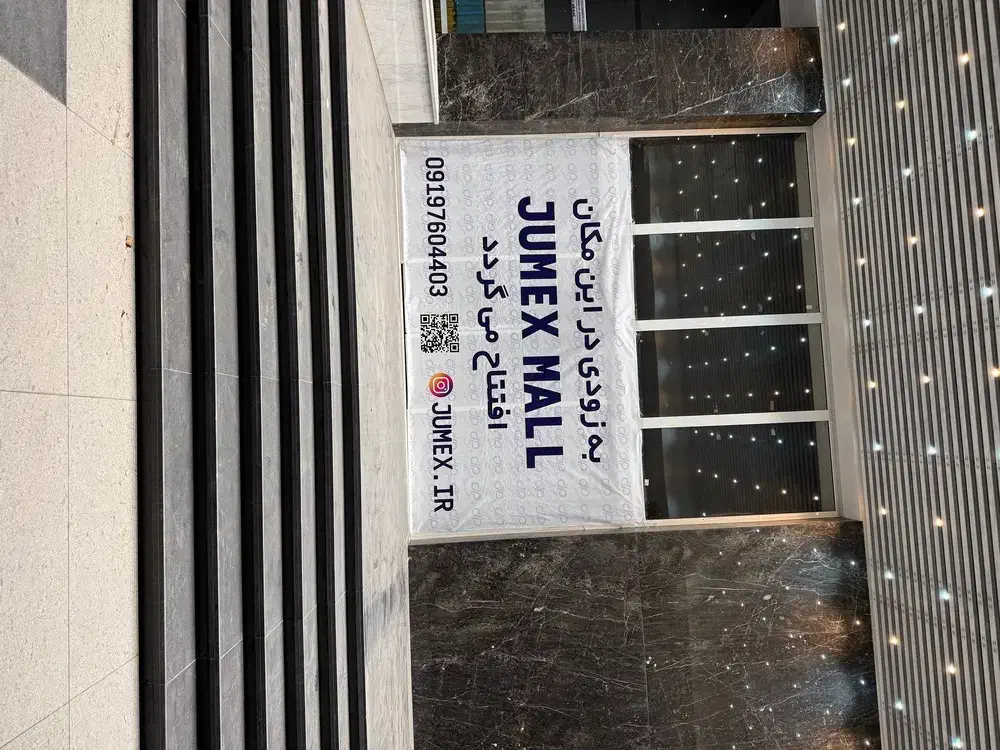 به زودی در این مکان
JUMEX MALL
افتتاح می گردد
09197604403 JUMEX.IR